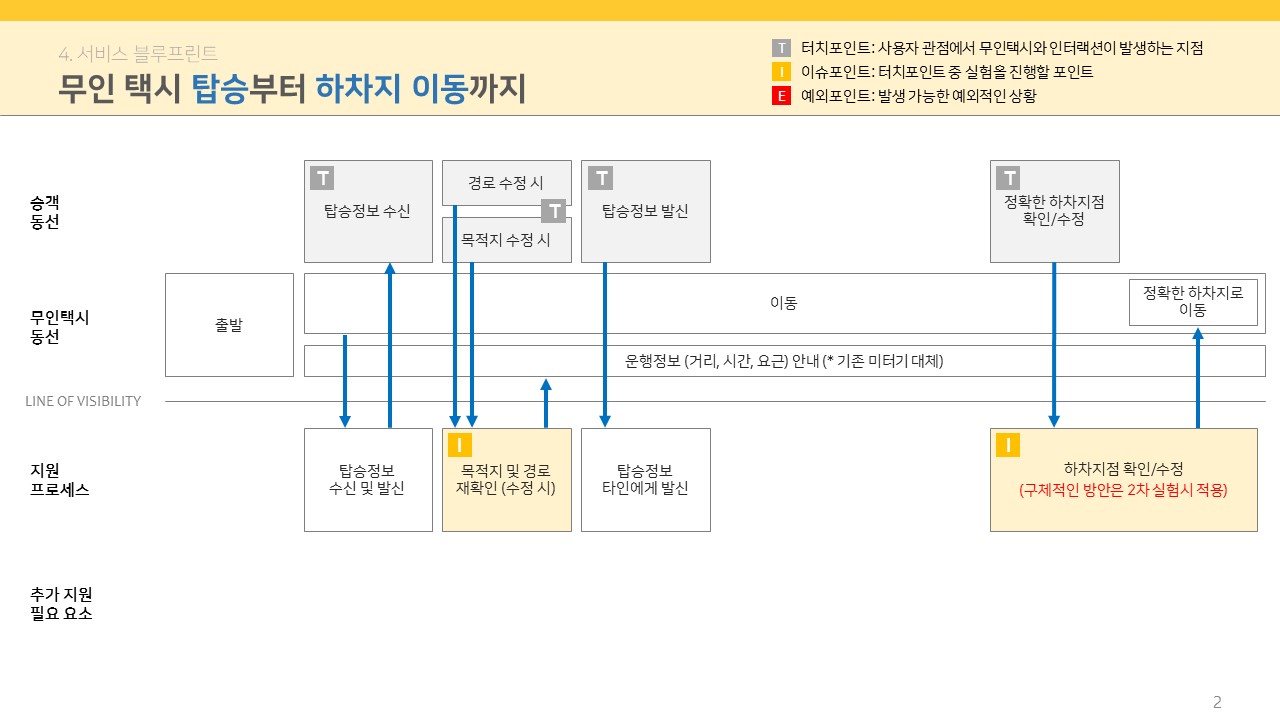 4. 서비스 블루프린트
무인 택시 탑승부터 하차지 이동까지
T 터치포인트: 사용자 관점에서 무인택시와 인터랙션이 발생하는 지점
I 이슈포인트: 터치포인트 중 실험을 진행할 포인트
E 예외포인트: 발생 가능한 예외적인 상황
승객
동선
T
탑승정보 수신
경로 수정 시
T
목적지 수정 시
T
탑승정보 발신
T
정확한 하차지점
확인/수정
무인택시
동선
출발
이동
정확한 하차지로
이동
운행정보 (거리, 시간, 요근) 안내 (* 기존 미터기 대체)
LINE OF VISIBILITY
지원
프로세스
탑승정보
수신 및 발신
I
목적지 및 경로
재확인 (수정 시)
탑승정보
타인에게 발신
I
하차지점 확인/수정
(구체적인 방안은 2차 실험시 적용)
추가 지원
필요 요소
2